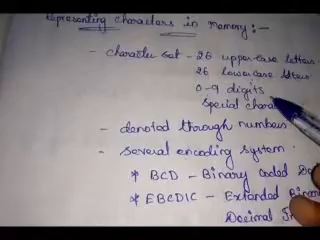 Representing characters in memory:-
- character Set - 26 upper-case letters
26 lowercase letters
0-9 digits
Special
- denoted through numbers
- Several encoding system
* BCD - Binary Coded
* EBCDIC - Extended
Decimal